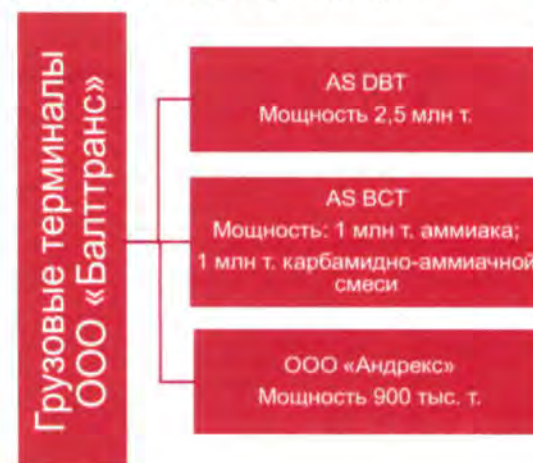 Грузовые терминалы
ООО «Балттранс»
AS DBT
Мощность 2,5 млн т.
AS BCT
Мощность: 1 млн т. аммиака;
1 млн т. карбамидно-аммиачной
смеси
ООО «Андрекс»
Мощность 900 тыс. т.